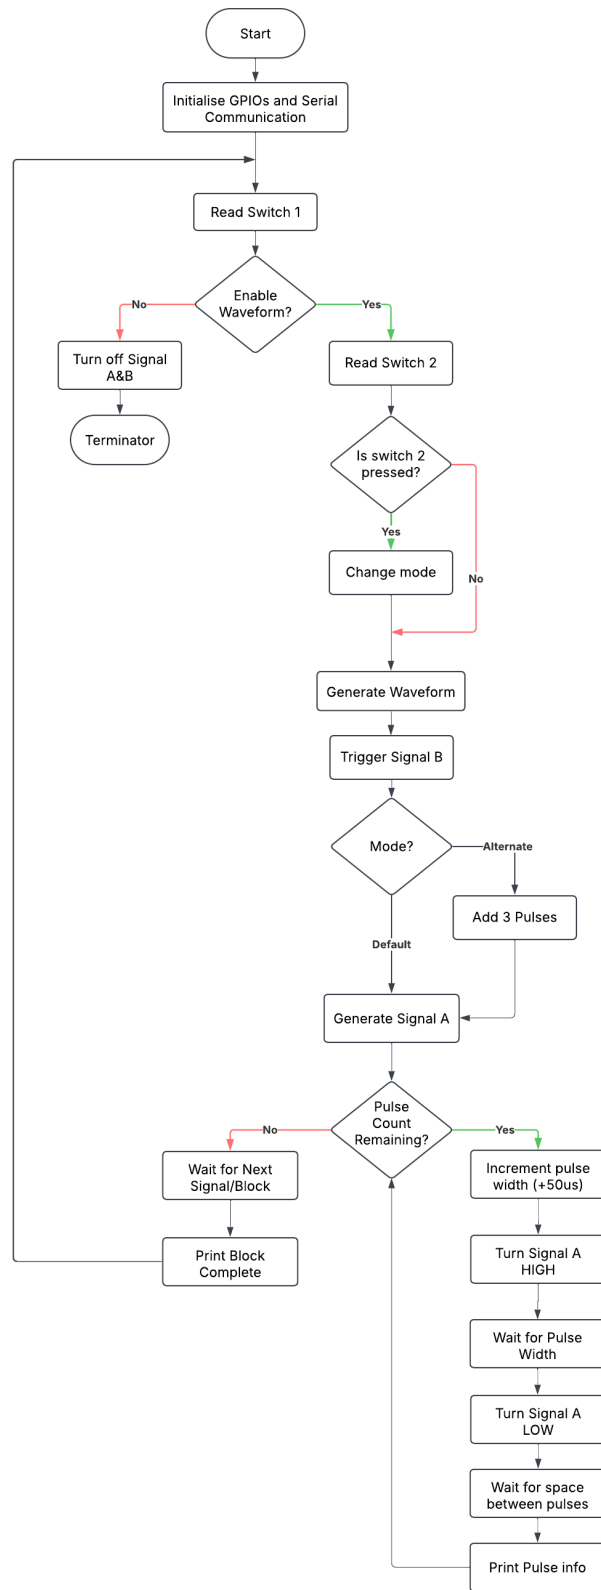 Start
Initialise GPIOs and Serial
Communication
Read Switch 1
Enable
Waveform?
No
Yes
Turn off Signal
A&B
Read Switch 2
Terminator
Is switch 2
pressed?
Yes
No
Change mode
Generate Waveform
Trigger Signal B
Mode?
Alternate
Add 3 Pulses
Default
Generate Signal A
Pulse
Count
Remaining?
No
Yes
Wait for Next
Signal/Block
Increment pulse
width (+50us)
Print Block
Complete
Turn Signal A
HIGH
Wait for Pulse
Width
Turn Signal A
LOW
Wait for space
between pulses
Print Pulse info